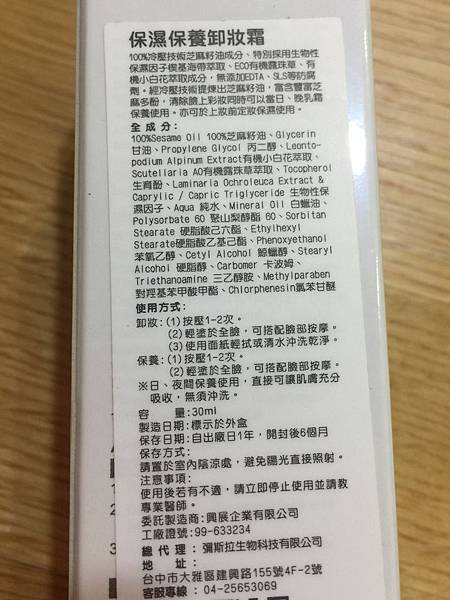 保濕保養卸妝霜
100%冷壓技術芝麻籽油成分、特別採用生物性
保濕因子楔基海帶萃取、ECO有機露珠草、有
機小白花萃取成分，無添加EDTA、SLS等防腐
劑。經冷壓技術提煉出芝麻籽油，富含豐富芝
麻多酚，清除臉上彩妝同時可以當日、晚乳霜
保養使用。亦可於上妝前定妝保濕使用。
全 成 分:
100%Sesame Oil 100%芝麻籽油、Glycerin
甘油、Propylene Glycol 丙二醇、Leonto-
podium Alpinum Extract有機小白花萃取、
Scutellaria AO有機露珠草萃取、Tocopherol
生育酚、Laminaria Ochroleuca Extract &
Caprylic / Capric Triglyceride 生物性保
濕因子、Aqua 純水、Mineral Oil 白蠟油、
Polysorbate 60 聚山梨醇酯 60、Sorbitan
Stearate 硬脂酸己六酯、Ethylhexyl
Stearate硬脂酸乙基己酯、Phenoxyethanol
苯氧乙醇、Cetyl Alcohol 鯨蠟醇、Stearyl
Alcohol 硬脂醇、Carbomer 卡波姆、
Triethanoamine 三乙醇胺、Methylparaben
對羥基苯甲酸甲酯、Chlorphenesin氯苯甘醚
使用方式:
卸妝:(1)按壓1-2次。
(2)輕塗於全臉，可搭配臉部按摩。
(3)使用面紙輕拭或清水沖洗乾淨。
保養:(1)按壓1-2次。
(2)輕塗於全臉，可搭配臉部按摩。
※日、夜間保養使用，直接可讓肌膚充分
吸收，無須沖洗。
容 量:30ml
製造日期:標示於外盒
保存日期:自出廠日1年，開封後6個月
保存方式:
請置於室內陰涼處，避免陽光直接照射。
注意事項:
使用後若有不適，請立即停止使用並請教
專業醫師。
委託製造商:興展企業有限公司
工廠證號:99-633234
總 代 理:彌斯拉生物科技有限公司
地 址:
台中市大雅區建興路155號4F-2號
客服專線 : 04-25653069